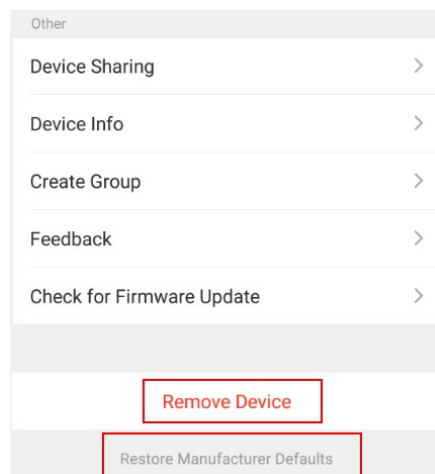 Other
Device Sharing
Device Info
Create Group
Feedback
Check for Firmware Update
Remove Device
Restore Manufacturer Defaults